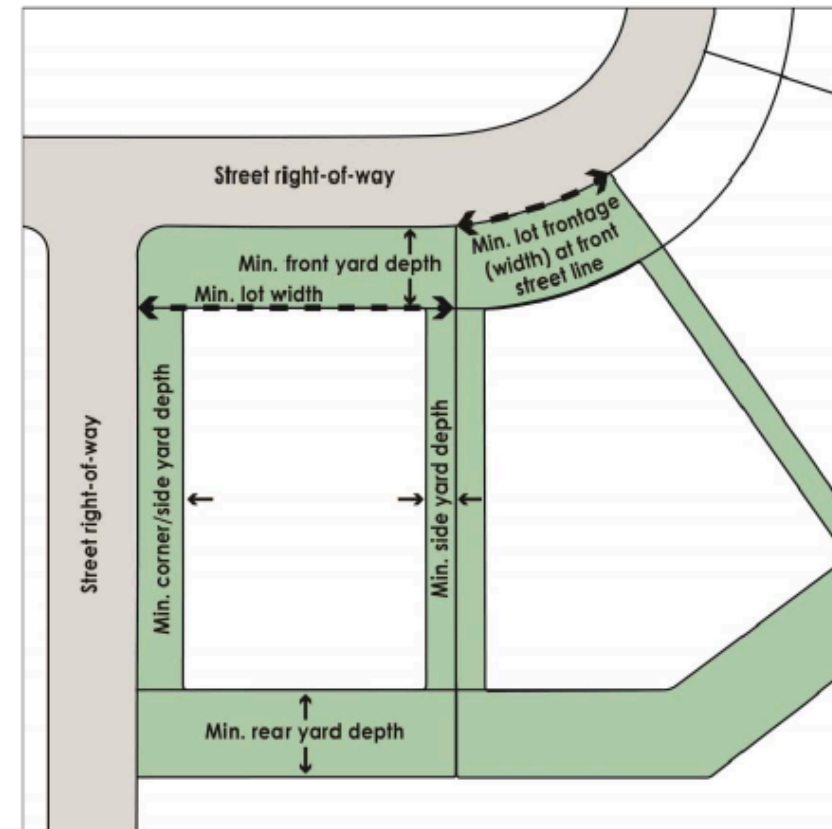 Street right-of-way
Min. front yard depth
Min. lot width
Min. lot frontage
(width) at front
street line
Street right-of-way
Min. corner/side yard depth
Min. side yard depth
Min. rear yard depth